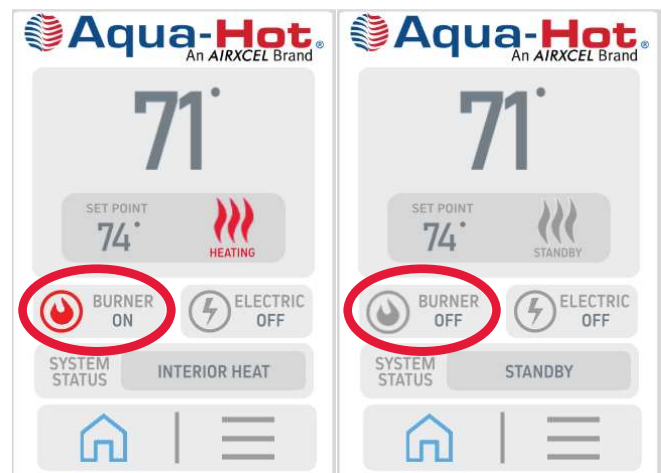 Aqua-Hot®
An AIRXCEL Brand
71°
SET POINT
74°
HEATING
BURNER
ON
ELECTRIC
OFF
SYSTEM
STATUS
INTERIOR HEAT
Aqua-Hot®
An AIRXCEL Brand
71°
SET POINT
74°
STANDBY
BURNER
OFF
ELECTRIC
OFF
SYSTEM
STATUS
STANDBY